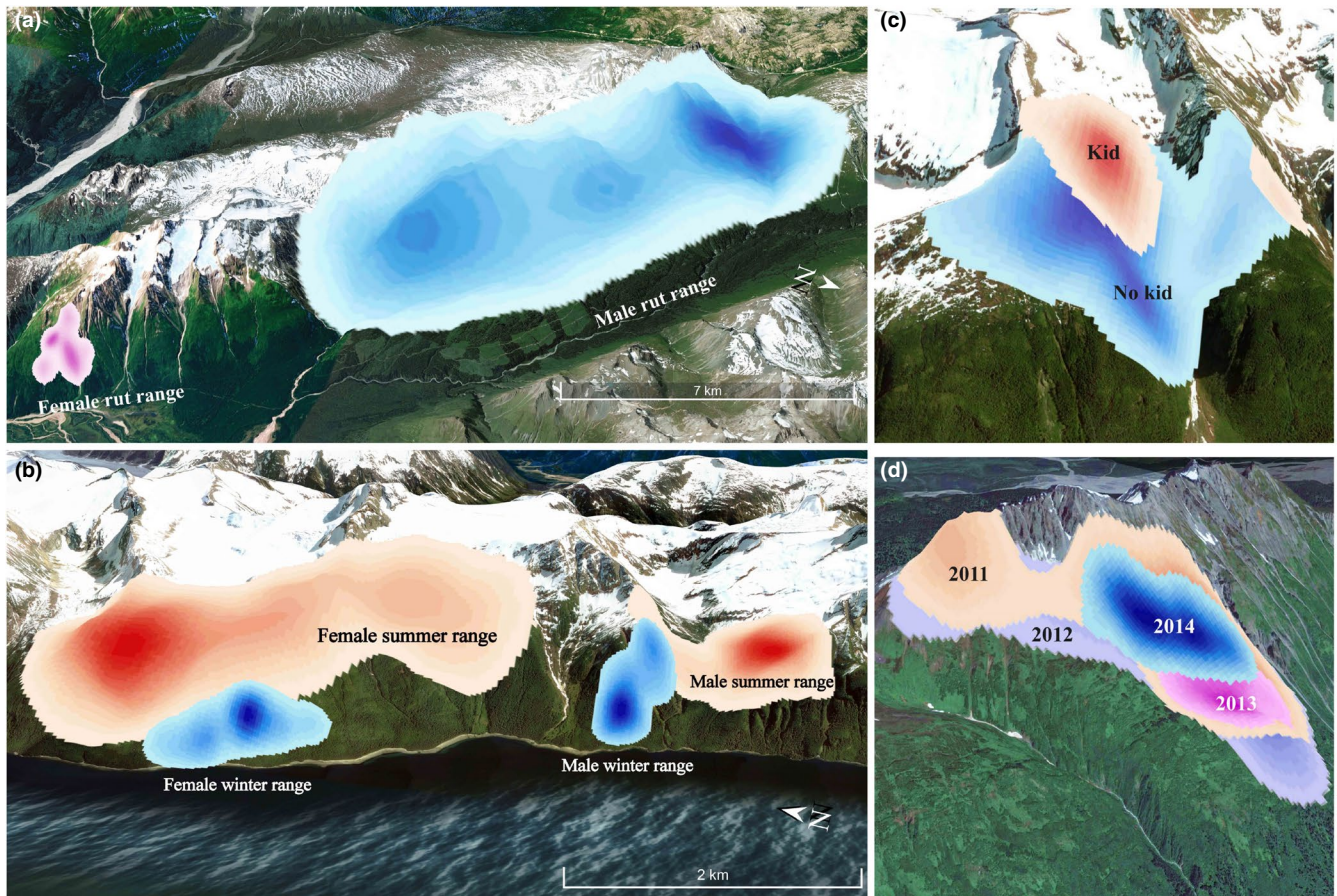 (a)
Male rut range
N
Female rut range
7 km
(b)
Female summer range
Male summer range
Female winter range
Male winter range
N
2 km
(c)
Kid
No kid
(d)
2011
2012
2014
2013